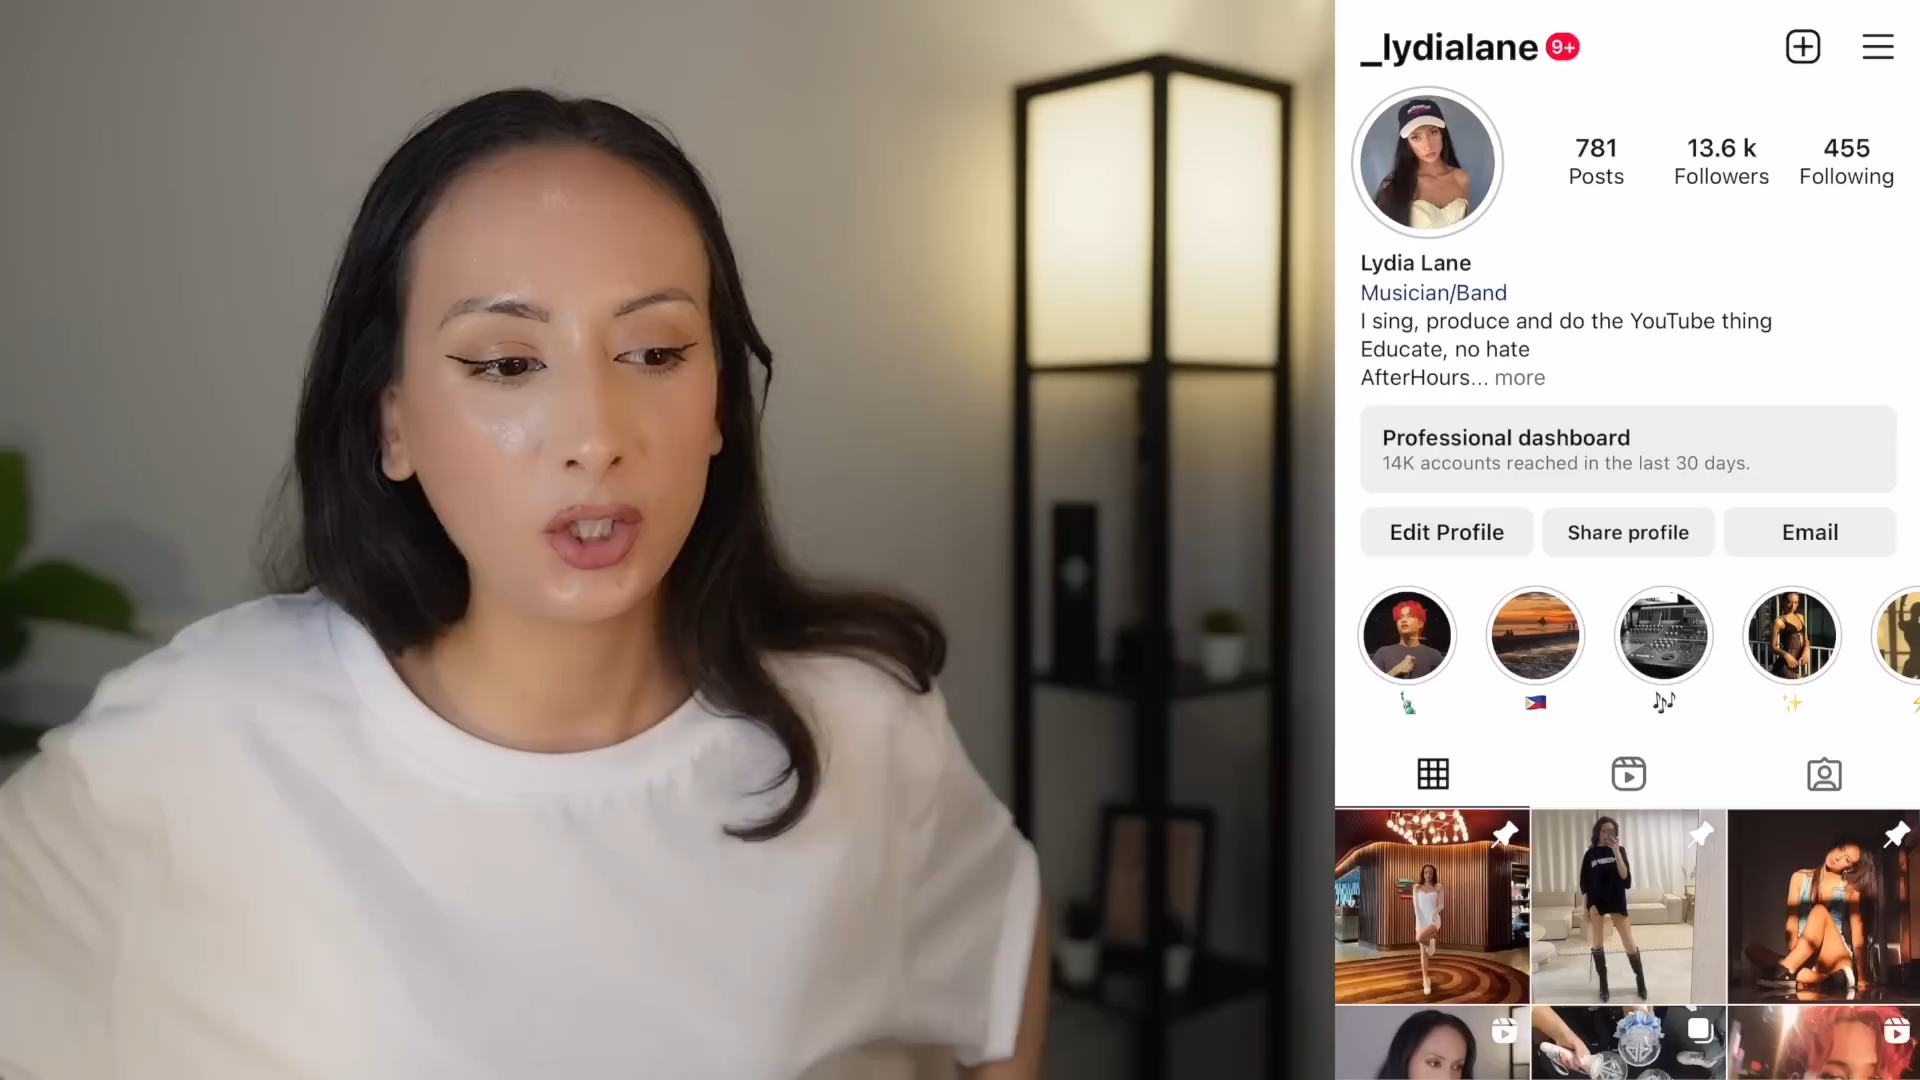 _lydialane 9+
781 13.6 k 455
Posts Followers Following
Lydia Lane
Musician/Band
I sing, produce and do the YouTube thing
Educate, no hate
AfterHours... more
Professional dashboard
14K accounts reached in the last 30 days.
Edit Profile Share profile Email